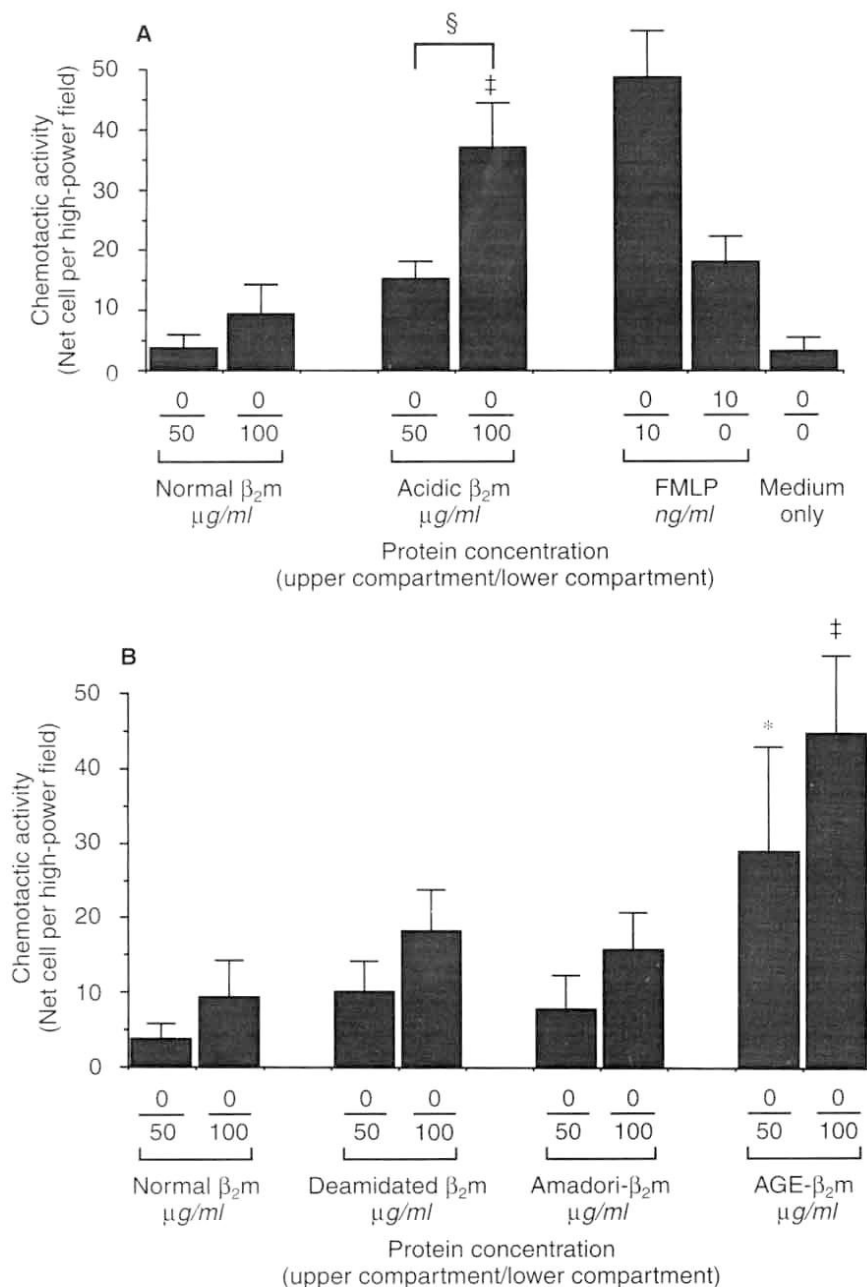 A
§
‡
50
40
30
20
10
0
Chemotactic activity
(Net cell per high-power field)
0 0 0 0 0 10 0
50 100 50 100 10 0 0
Normal β₂m Acidic β₂m FMLP Medium
μg/ml μg/ml ng/ml only
Protein concentration
(upper compartment/lower compartment)
B
‡
*
50
40
30
20
10
0
Chemotactic activity
(Net cell per high-power field)
0 0 0 0 0 0 0 0
50 100 50 100 50 100 50 100
Normal β₂m Deamidated β₂m Amadori-β₂m AGE-β₂m
μg/ml μg/ml μg/ml μg/ml
Protein concentration
(upper compartment/lower compartment)